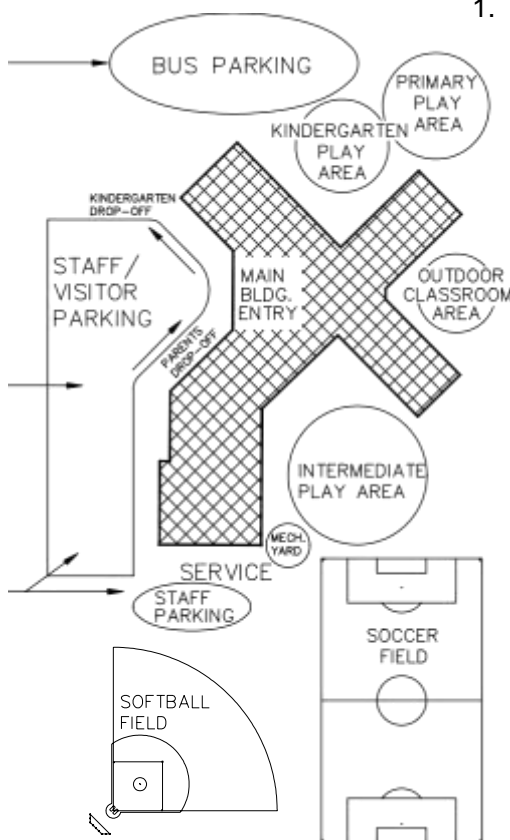 1.
BUS PARKING
PRIMARY
PLAY
AREA
KINDERGARTEN
PLAY
AREA
KINDERGARTEN
DROP-OFF
STAFF/
VISITOR
PARKING
MAIN
BLDG.
ENTRY
OUTDOOR
CLASSROOM
AREA
PARENTS
DROP-OFF
INTERMEDIATE
PLAY AREA
MECH.
YARD
SERVICE
STAFF
PARKING
SOCCER
FIELD
SOFTBALL
FIELD